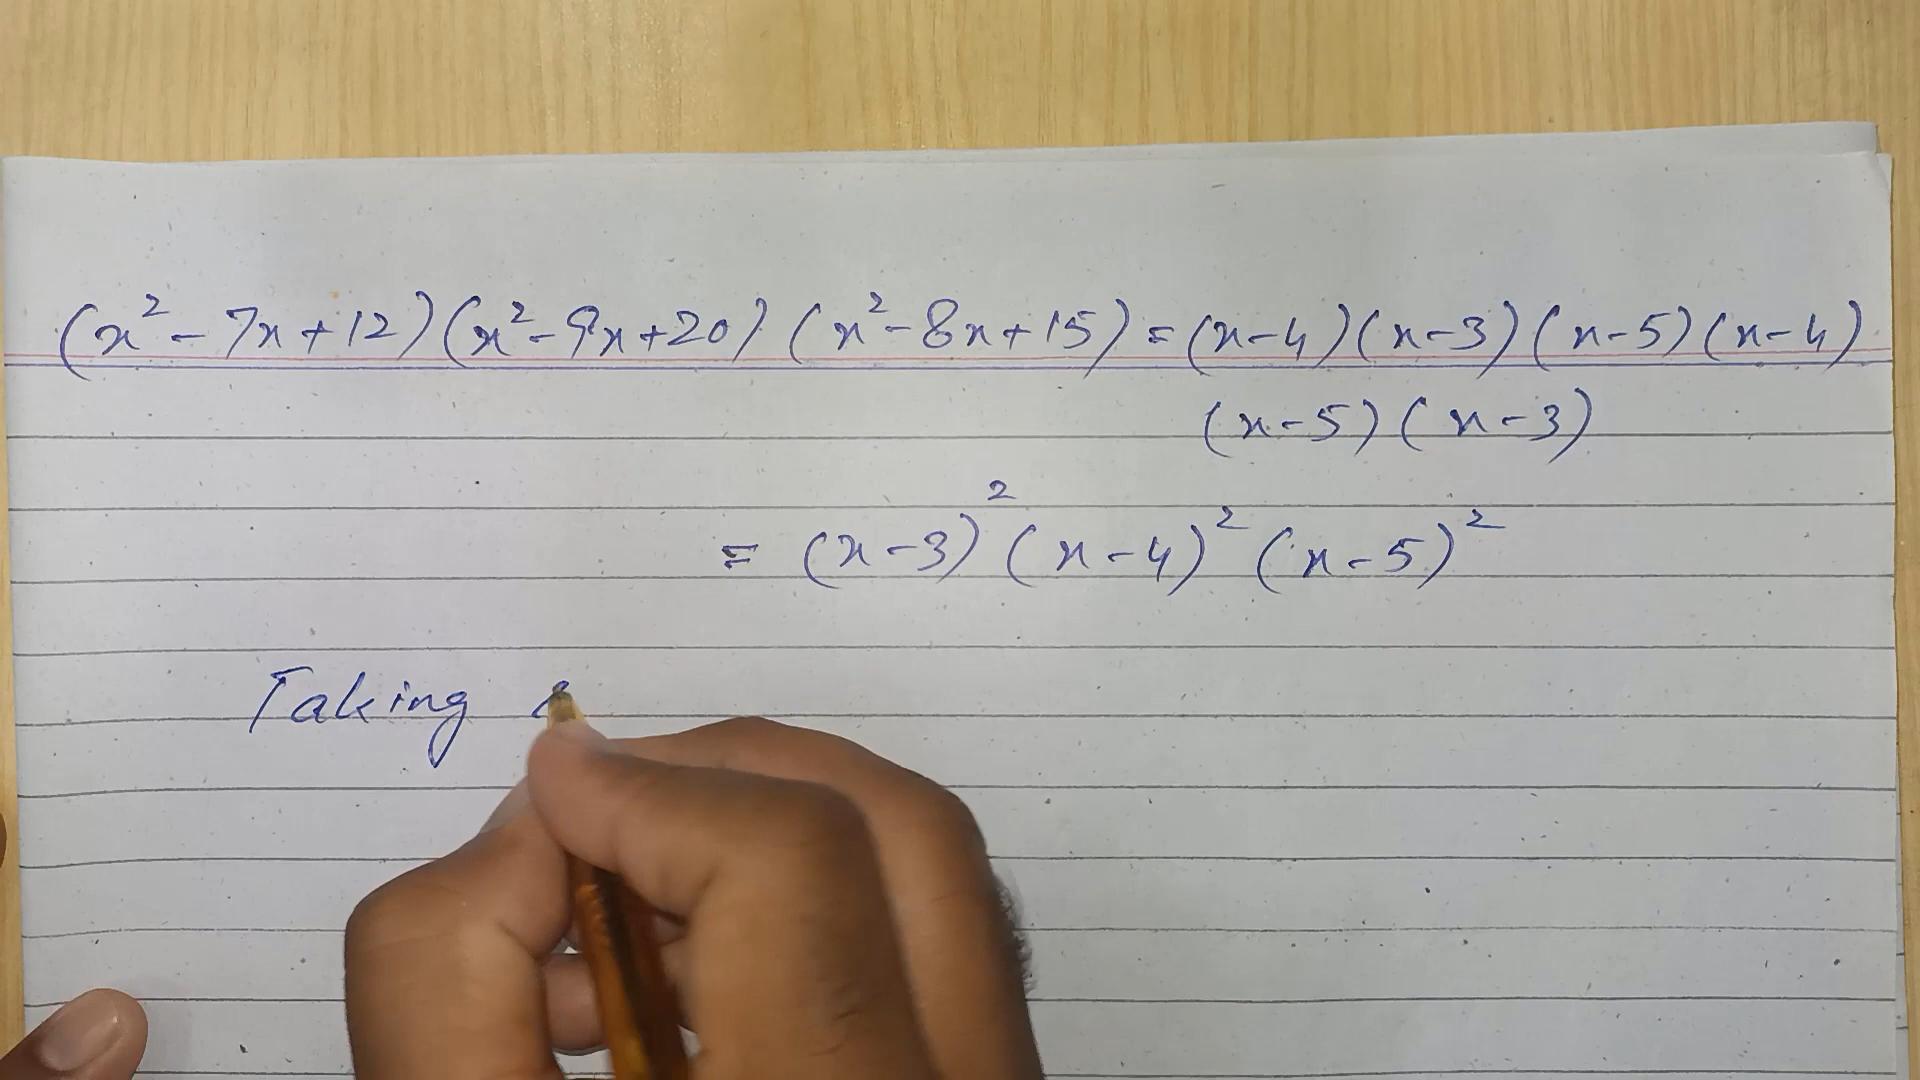 (x² - 7x + 12) (x² - 9x + 20) (x² - 8x + 15) = (x - 4) (x - 3) (x - 5) (x - 4)
(x - 5) (x - 3)
= (x - 3)² (x - 4)² (x - 5)²
Taking